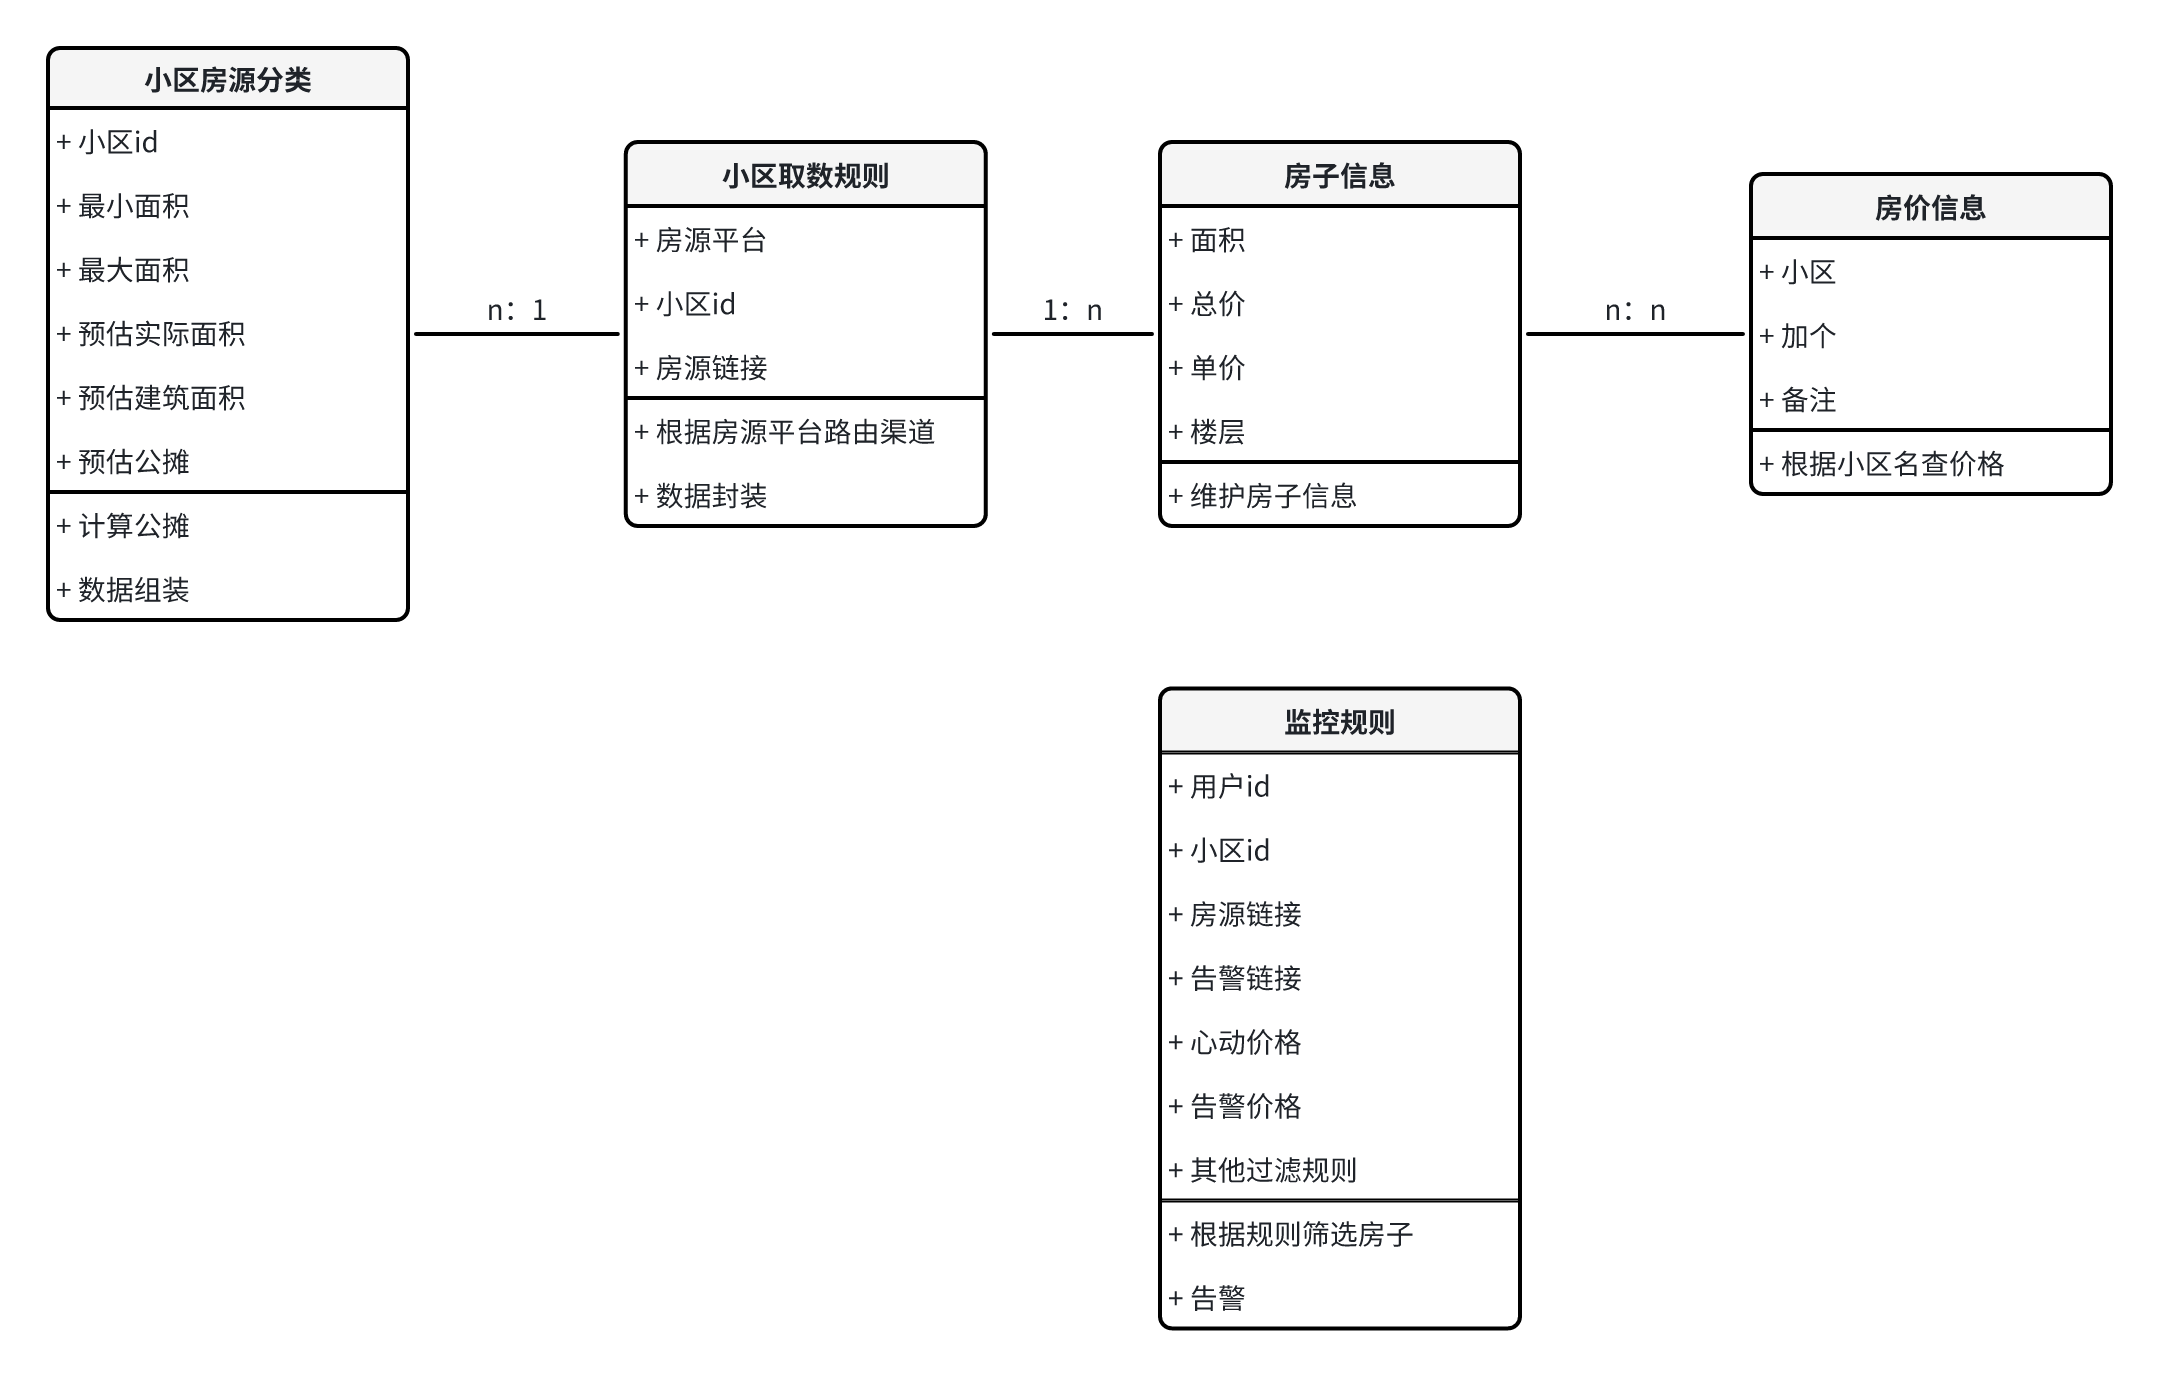 小区房源分类
+ 小区id
+ 最小面积
+ 最大面积
+ 预估实际面积
+ 预估建筑面积
+ 预估公摊
+ 计算公摊
+ 数据组装
n：1
小区取数规则
+ 房源平台
+ 小区id
+ 房源链接
+ 根据房源平台路由渠道
+ 数据封装
1：n
房子信息
+ 面积
+ 总价
+ 单价
+ 楼层
+ 维护房子信息
n：n
房价信息
+ 小区
+ 加个
+ 备注
+ 根据小区名查价格
监控规则
+ 用户id
+ 小区id
+ 房源链接
+ 告警链接
+ 心动价格
+ 告警价格
+ 其他过滤规则
+ 根据规则筛选房子
+ 告警